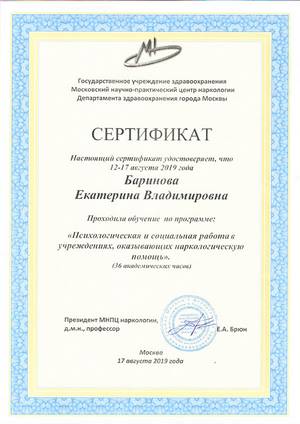 Государственное учреждение здравоохранения
Московский научно-практический центр наркологии
Департамента здравоохранения города Москвы
СЕРТИФИКАТ
Настоящий сертификат удостоверяет, что
12-17 августа 2019 года
Баринова
Екатерина Владимировна
Проходила обучение по программе:
«Психологическая и социальная работа в
учреждениях, оказывающих наркологическую
помощь».
(36 академических часов)
Президент МНПЦ наркологии,
д.м.н., профессор
Е.А. Брюн
Москва
17 августа 2019 года